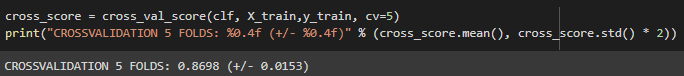 cross_score = cross_val_score(clf, X_train,y_train, cv=5)
print("CROSSVALIDATION 5 FOLDS: %0.4f (+/- %0.4f)" % (cross_score.mean(), cross_score.std() * 2))
CROSSVALIDATION 5 FOLDS: 0.8698 (+/- 0.0153)